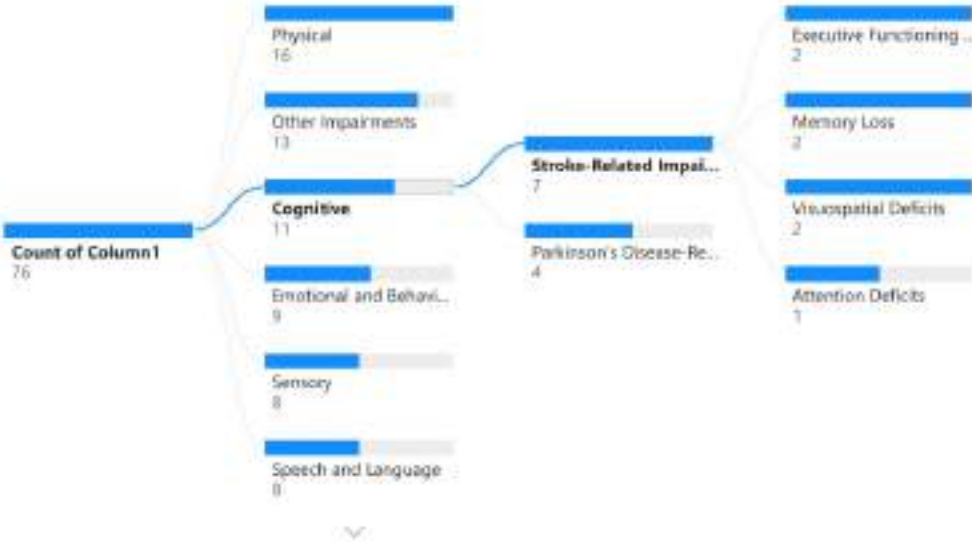 Count of Column1
76
Physical
16
Other Impairments
13
Cognitive
11
Emotional and Behavi...
9
Sensory
8
Speech and Language
8
Stroke-Related Impai...
7
Parkinson's Disease-Re...
4
Executive Functioning ...
2
Memory Loss
2
Visuospatial Deficits
2
Attention Deficits
1